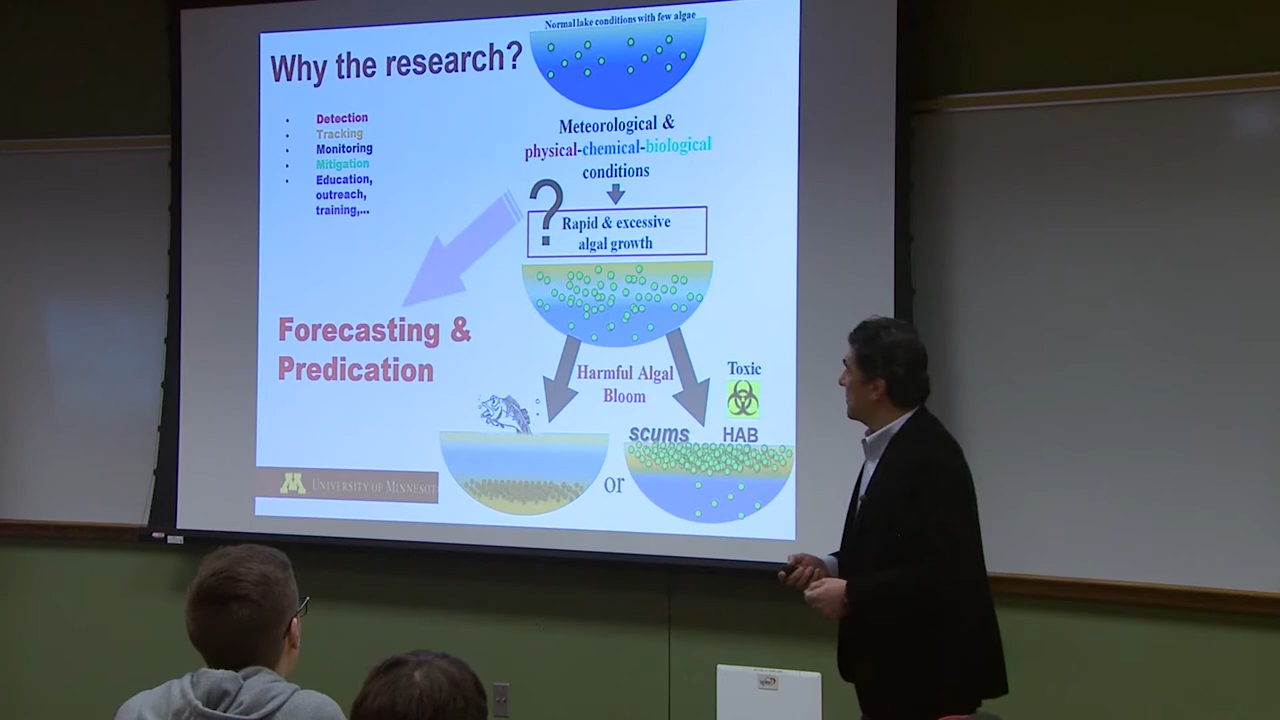 Normal lake conditions with few algae
Why the research?
• Detection
• Tracking
• Monitoring
• Mitigation
• Education,
outreach,
training,...
Meteorological &
physical-chemical-biological
conditions
?
Rapid & excessive
algal growth
Forecasting &
Predication
Harmful Algal
Bloom
Toxic
scums
HAB
or
M
UNIVERSITY OF MINNESOT